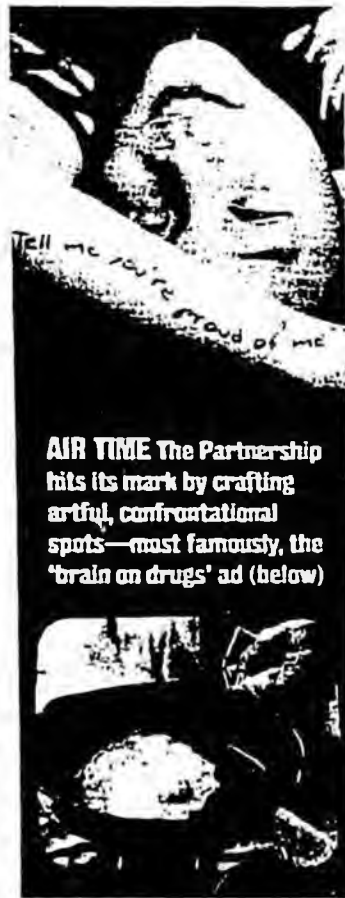 Tell me you're proud of me
AIR TIME The Partnership
hits its mark by crafting
artful, confrontational
spots—most famously, the
'brain on drugs' ad (below)